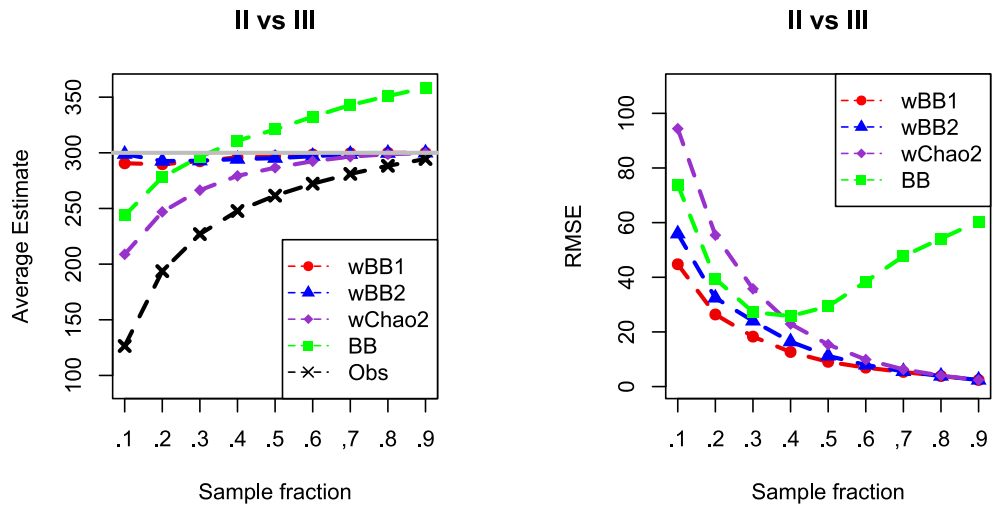 II vs III
Average Estimate
350
300
250
200
150
100
wBB1
wBB2
wChao2
BB
Obs
.1 .2 .3 .4 .5 .6 ,7 .8 .9
Sample fraction
II vs III
RMSE
100
80
60
40
20
0
wBB1
wBB2
wChao2
BB
.1 .2 .3 .4 .5 .6 ,7 .8 .9
Sample fraction